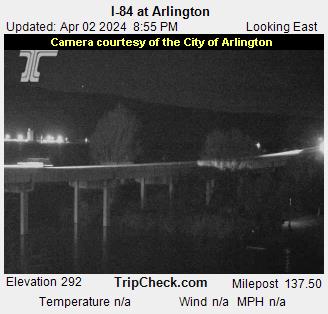 I-84 at Arlington
Updated: Apr 02 2024 8:55 PM Looking East
Camera courtesy of the City of Arlington
Elevation 292 TripCheck.com Milepost 137.50
Temperature n/a Wind n/a MPH n/a